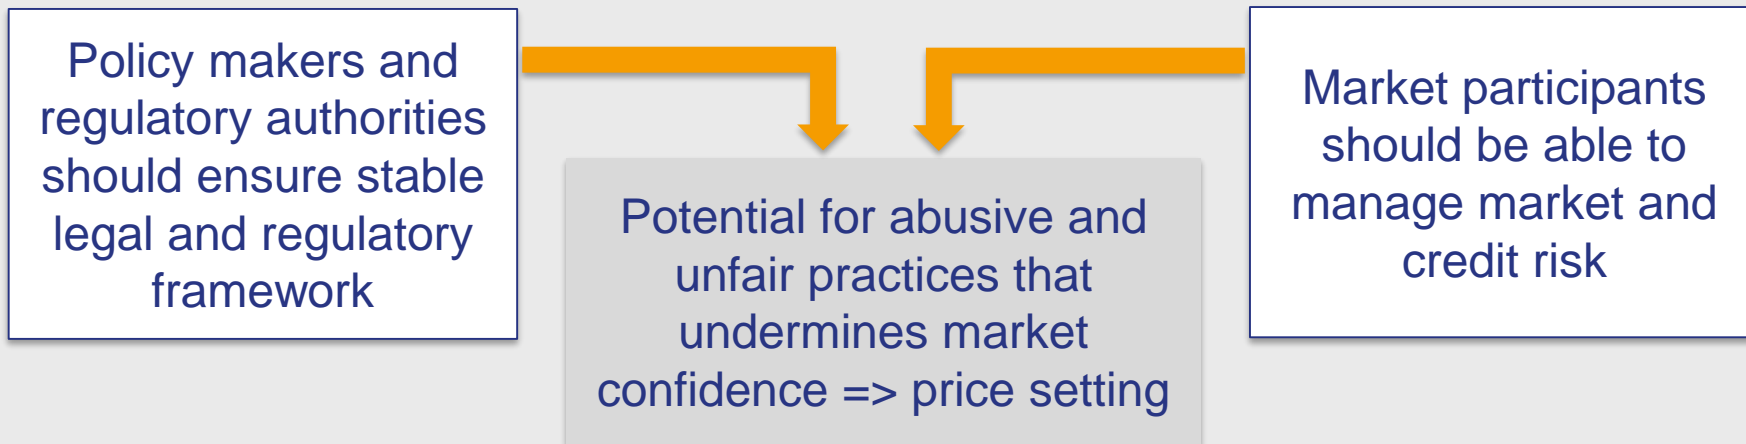 Policy makers and
regulatory authorities
should ensure stable
legal and regulatory
framework
Potential for abusive and
unfair practices that
undermines market
confidence => price setting
Market participants
should be able to
manage market and
credit risk